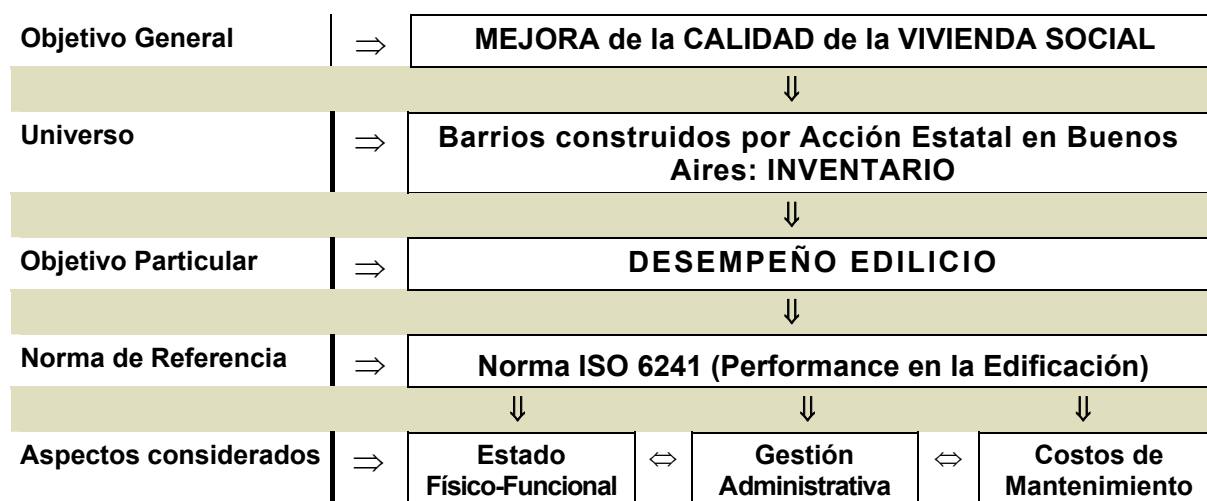 Objetivo General ⇒ MEJORA de la CALIDAD de la VIVIENDA SOCIAL
⇓
Universo ⇒ Barrios construidos por Acción Estatal en Buenos
Aires: INVENTARIO
⇓
Objetivo Particular ⇒ DESEMPEÑO EDILICIO
⇓
Norma de Referencia ⇒ Norma ISO 6241 (Performance en la Edificación)
⇓ ⇓ ⇓
Aspectos considerados ⇒ Estado ⇔ Gestión ⇔ Costos de
Físico-Funcional Administrativa Mantenimiento